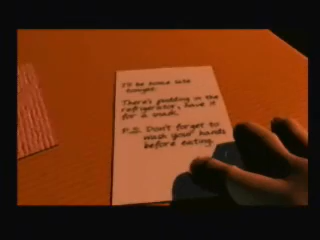 I'll be home late
tonight.
There's pudding in the
refrigerator, have it
for a snack.
P.S. Don't forget to
wash your hands
before eating.